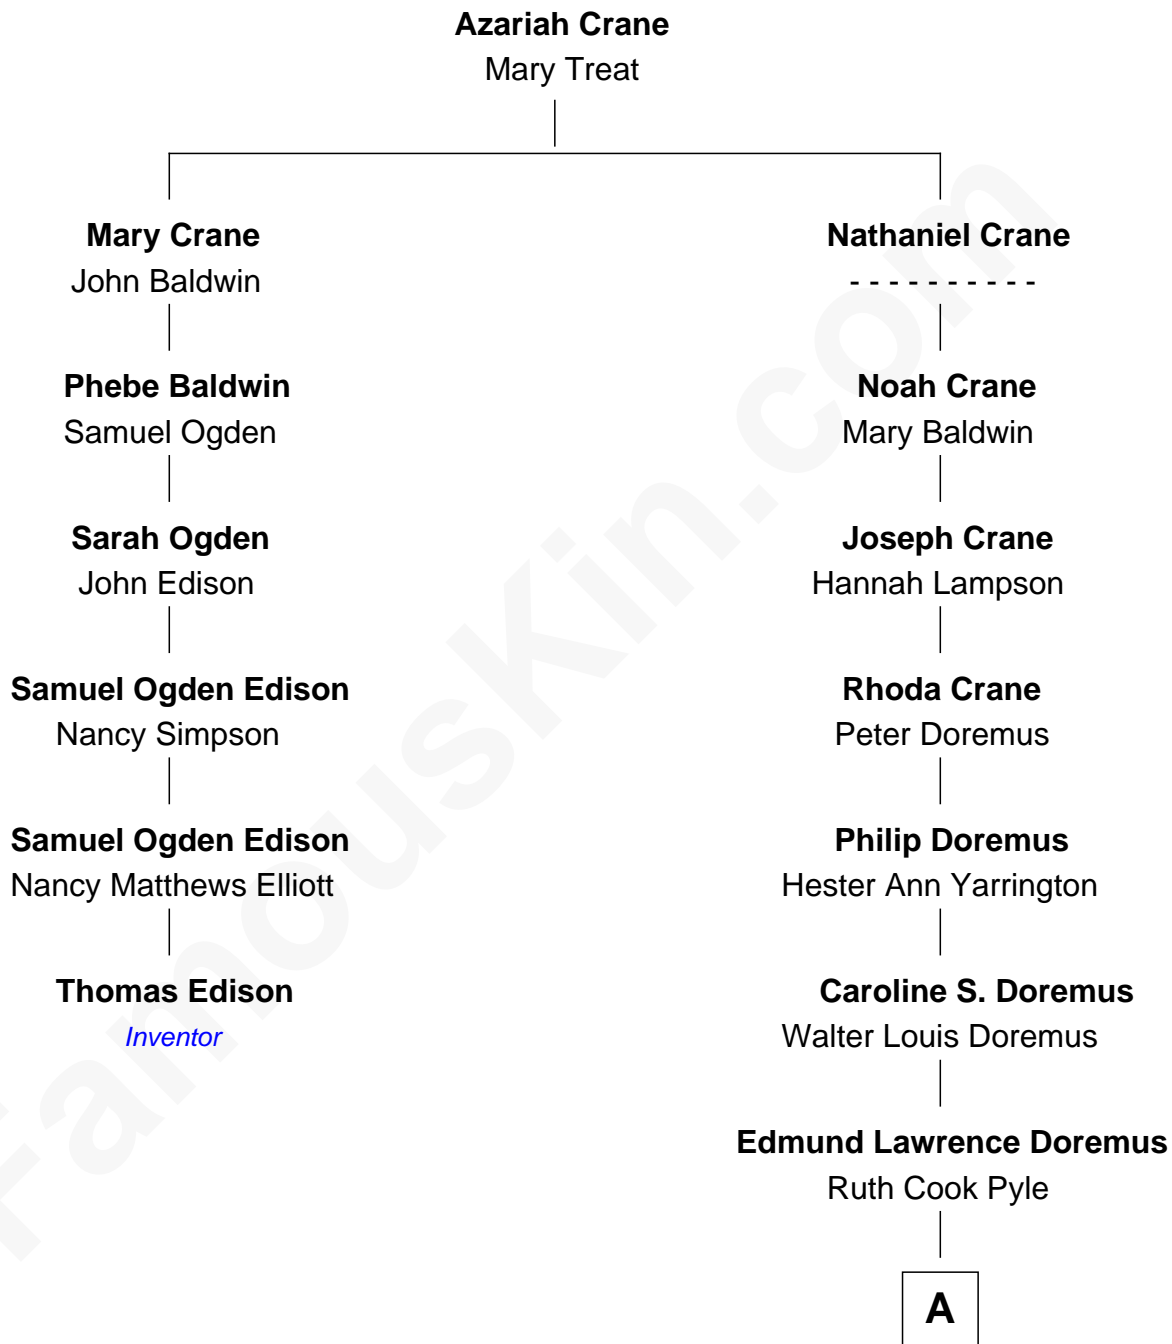 Azariah Crane
Mary Treat
Mary Crane
John Baldwin
Phebe Baldwin
Samuel Ogden
Sarah Ogden
John Edison
Samuel Ogden Edison
Nancy Simpson
Samuel Ogden Edison
Nancy Matthews Elliott
Thomas Edison
Inventor
Nathaniel Crane
- - - - - - - - - -
Noah Crane
Mary Baldwin
Joseph Crane
Hannah Lampson
Rhoda Crane
Peter Doremus
Philip Doremus
Hester Ann Yarrington
Caroline S. Doremus
Walter Louis Doremus
Edmund Lawrence Doremus
Ruth Cook Pyle
A
FamousKin.com